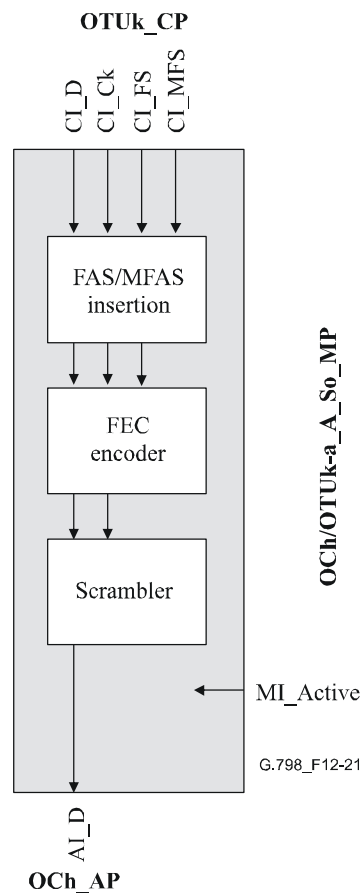 OTUk_CP
CI_D
CI_Ck
CI_FS
CI_MFS
FAS/MFAS
insertion
FEC
encoder
Scrambler
OCh/OTUk-a_A_So_MP
MI_Active
G.798_F12-21
AI_D
OCh_AP